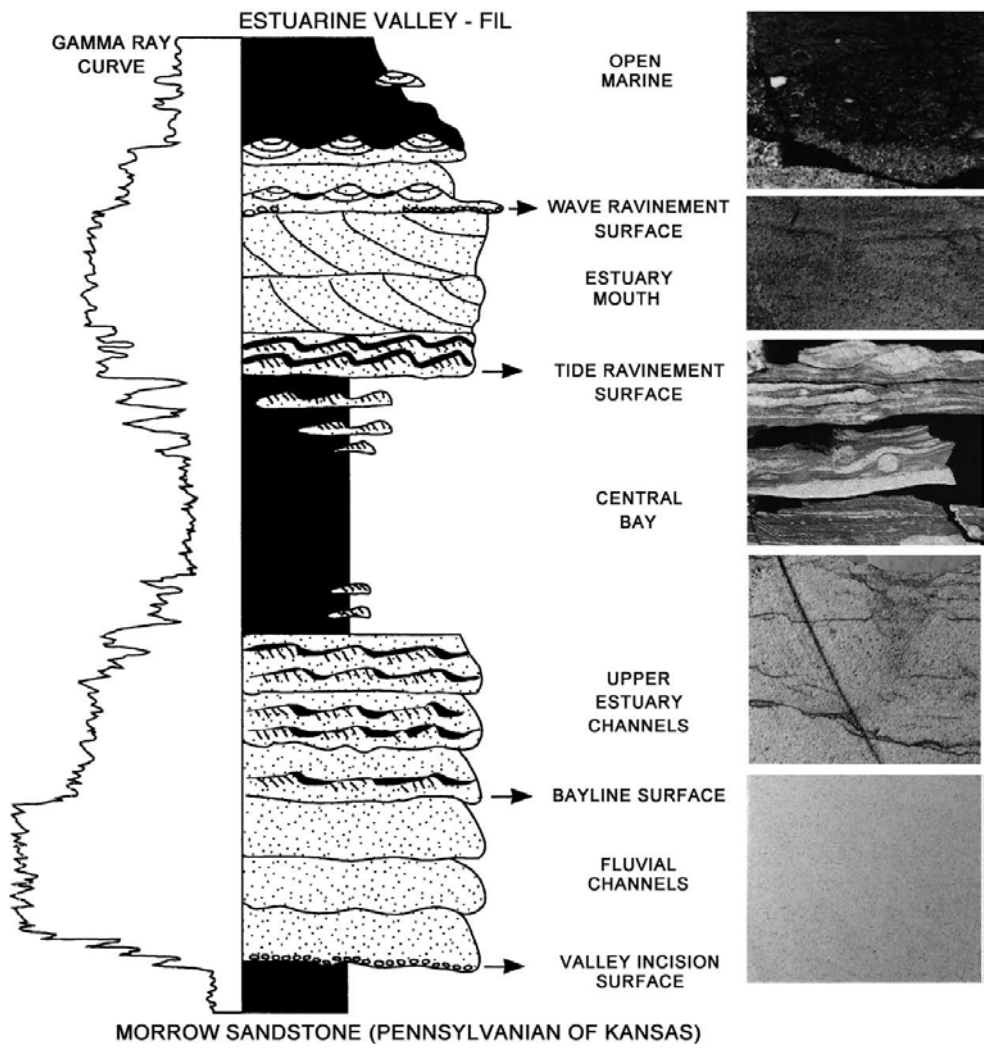 ESTUARINE VALLEY - FIL
GAMMA RAY
CURVE
OPEN
MARINE
WAVE RAVINEMENT
SURFACE
ESTUARY
MOUTH
TIDE RAVINEMENT
SURFACE
CENTRAL
BAY
UPPER
ESTUARY
CHANNELS
BAYLINE SURFACE
FLUVIAL
CHANNELS
VALLEY INCISION
SURFACE
MORROW SANDSTONE (PENNSYLVANIAN OF KANSAS)